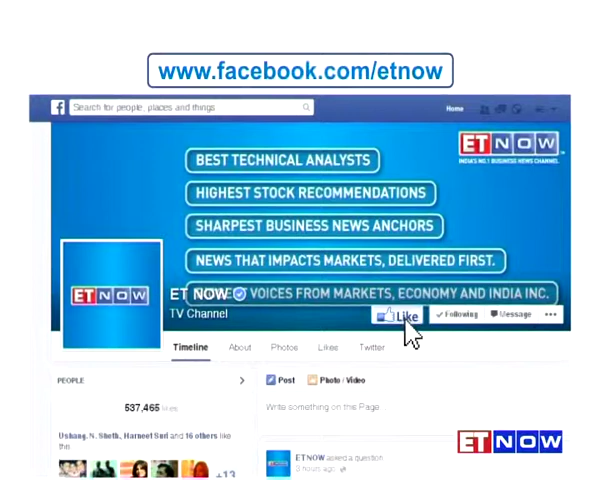 www.facebook.com/etnow
f Search for people, places and things Home
ET NOW
INDIA'S NO.1 BUSINESS NEWS CHANNEL
BEST TECHNICAL ANALYSTS
HIGHEST STOCK RECOMMENDATIONS
SHARPEST BUSINESS NEWS ANCHORS
NEWS THAT IMPACTS MARKETS, DELIVERED FIRST.
VOICES FROM MARKETS, ECONOMY AND INDIA INC.
ET NOW
ET NOW
TV Channel
Like Following Message
Timeline About Photos Likes Twitter
PEOPLE
537,465 likes
Ushang. N. Sheth, Harneet Suri and 16 others like
this
+13
Post Photo / Video
Write something on this Page
ETNOW asked a question
3 hours ago
ET NOW